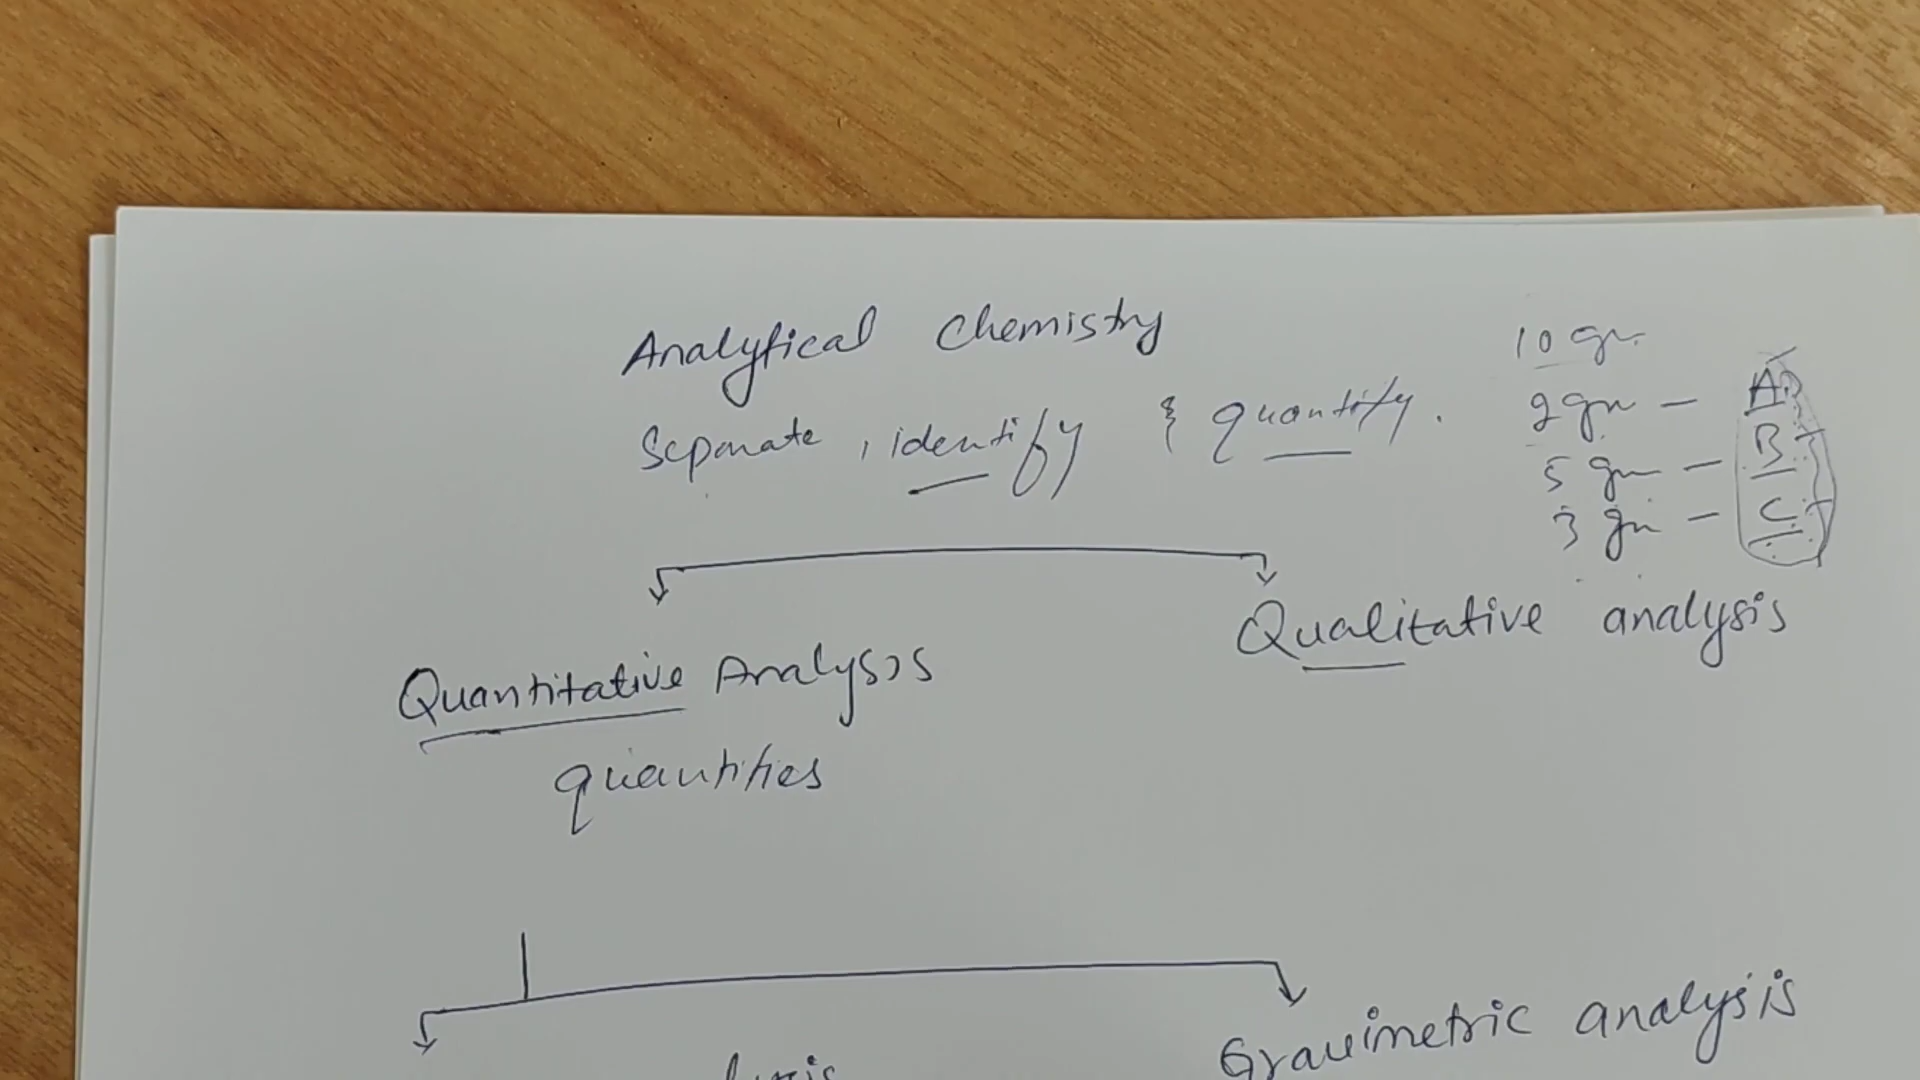 Analytical Chemistry
Separate, identify & quantify.
10 gm
2 gm - A
5 gm - B
3 gm - C
Quantitative Analysis
Qualitative analysis
quantities
Gravimetric analysis